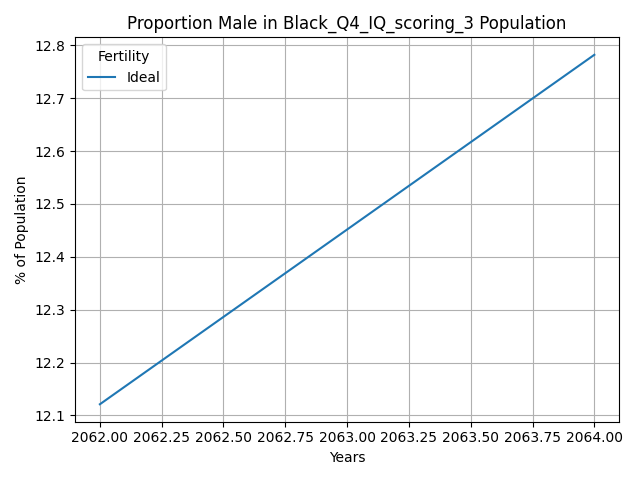 Proportion Male in Black_Q4_IQ_scoring_3 Population
Fertility
Ideal
% of Population
12.8
12.7
12.6
12.5
12.4
12.3
12.2
12.1
2062.00 2062.25 2062.50 2062.75 2063.00 2063.25 2063.50 2063.75 2064.00
Years